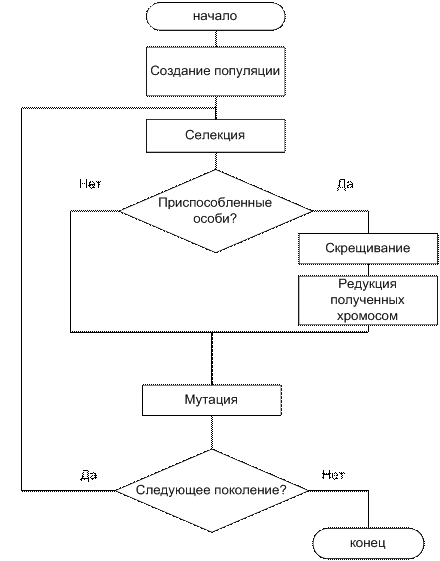 начало
Создание популяции
Селекция
Нет
Да
Приспособленные
особи?
Скрещивание
Редукция
полученных
хромосом
Мутация
Да
Нет
Следующее поколение?
конец